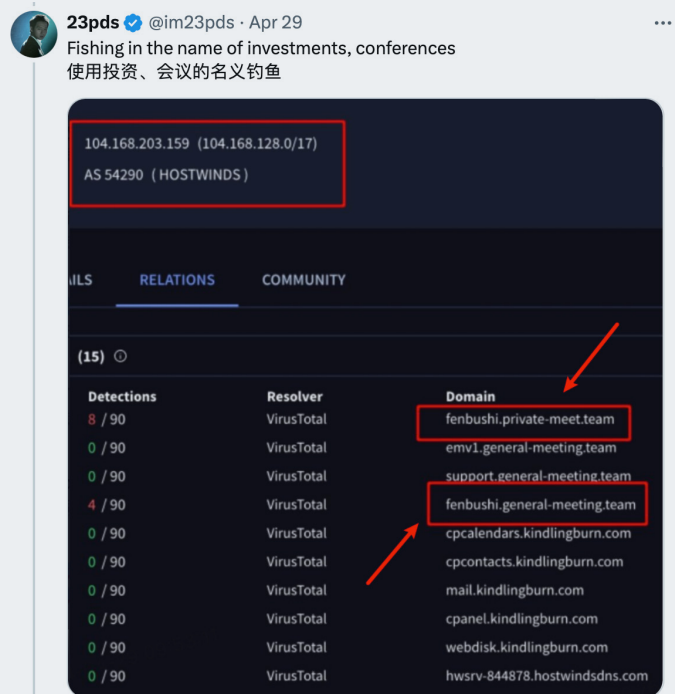 23pds @im23pds · Apr 29
Fishing in the name of investments, conferences
使用投资、会议的名义钓鱼
104.168.203.159 (104.168.128.0/17)
AS 54290 ( HOSTWINDS )
AILS RELATIONS COMMUNITY
(15)
Detections Resolver Domain
8 / 90 VirusTotal fenbushi.private-meet.team
0 / 90 VirusTotal emv1.general-meeting.team
0 / 90 VirusTotal support.general-meeting.team
4 / 90 VirusTotal fenbushi.general-meeting.team
0 / 90 VirusTotal cpcalendars.kindlingburn.com
0 / 90 VirusTotal cpcontacts.kindlingburn.com
0 / 90 VirusTotal mail.kindlingburn.com
0 / 90 VirusTotal cpanel.kindlingburn.com
0 / 90 VirusTotal webdisk.kindlingburn.com
0 / 90 VirusTotal hwsrv-844878.hostwindsdns.com